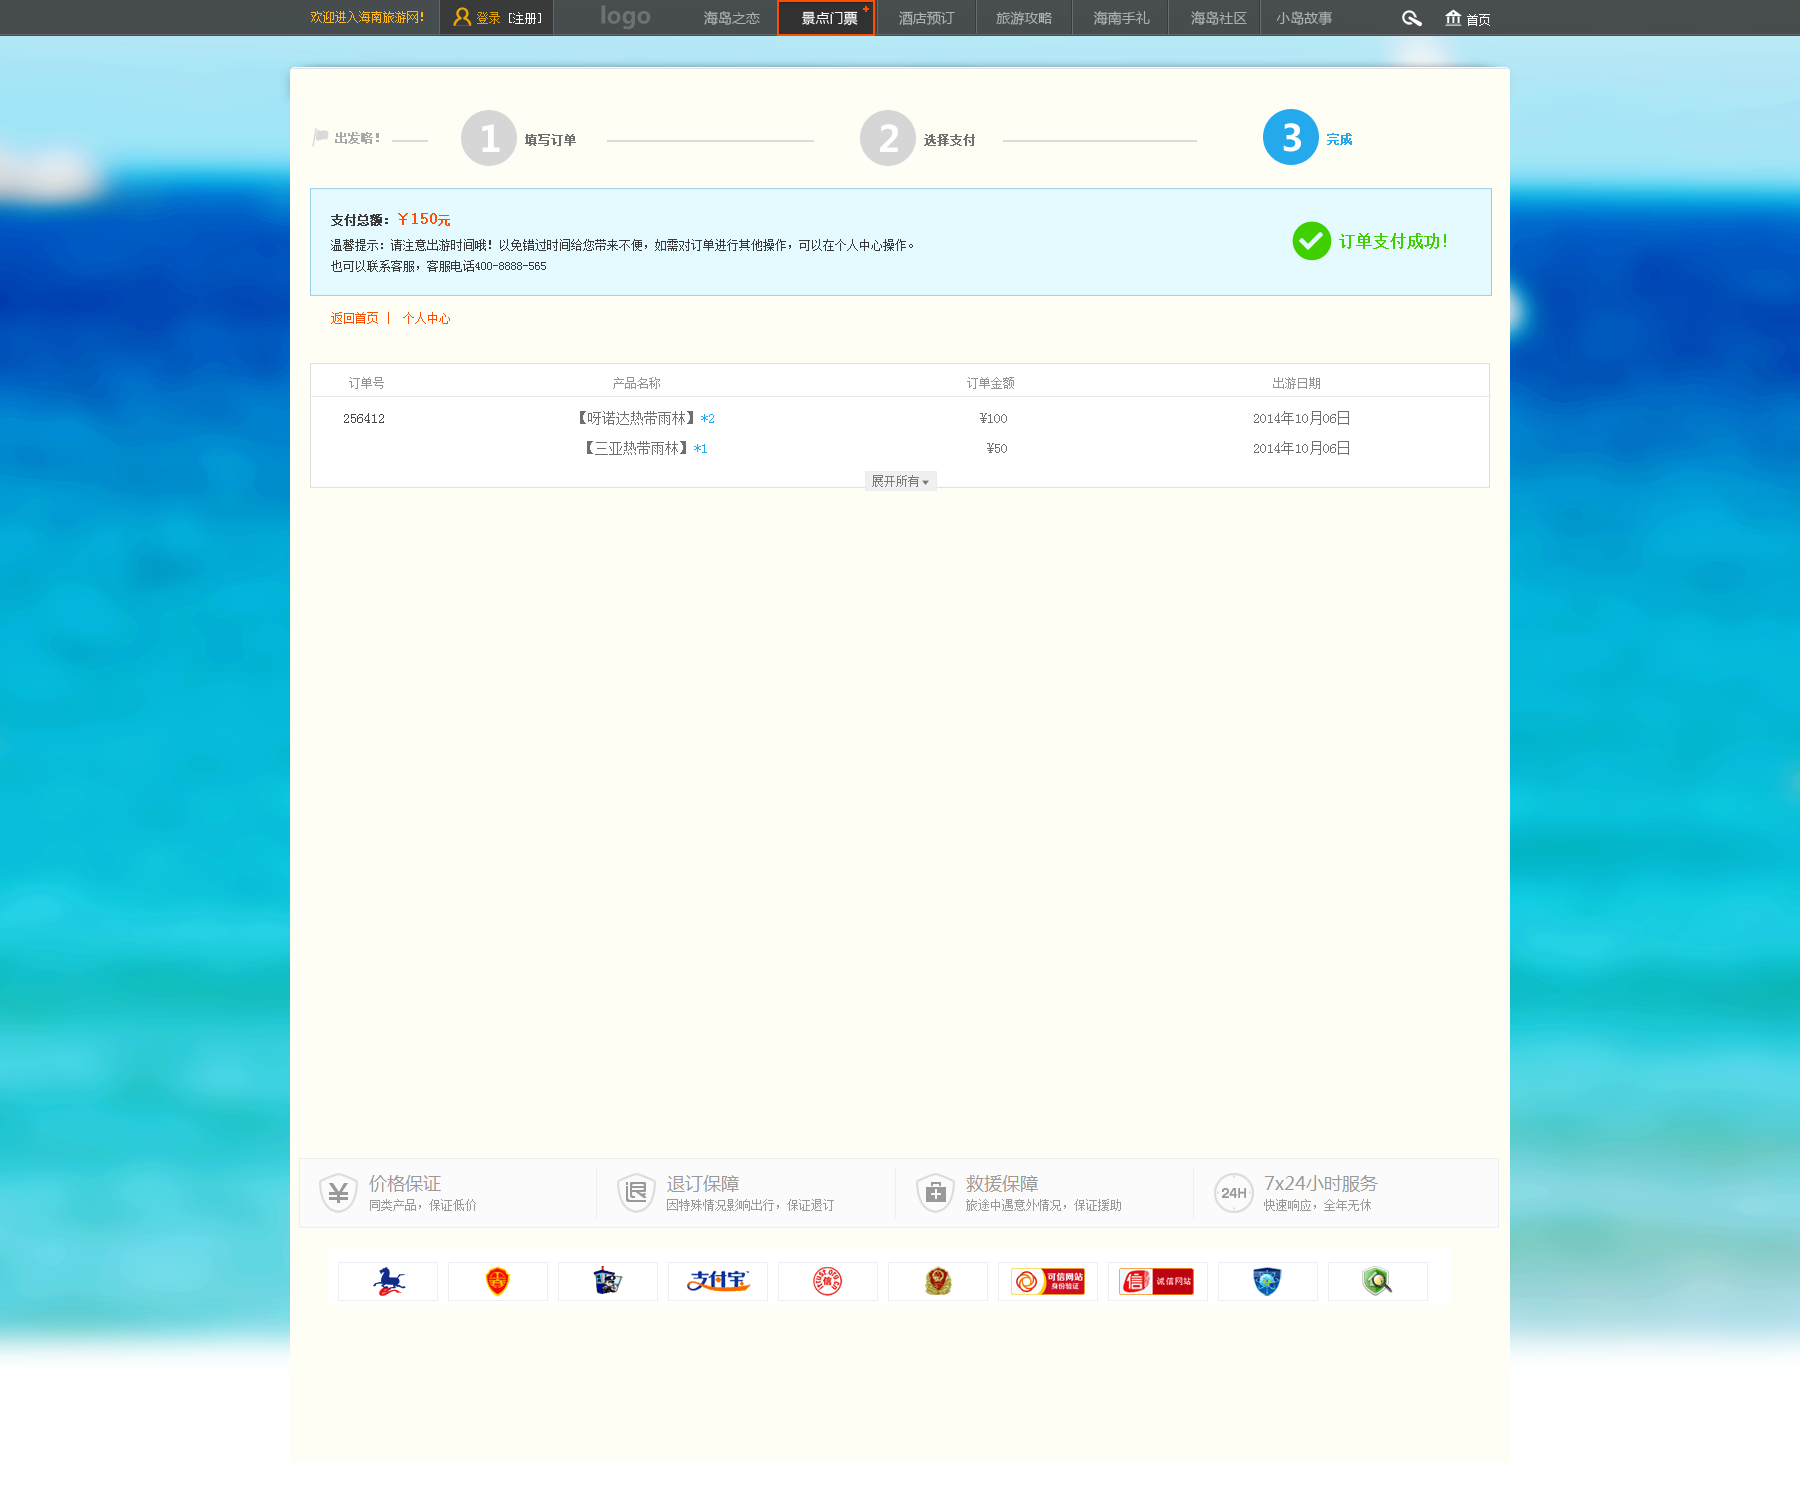 欢迎进入海南旅游网!
登录 [注册]
logo
海岛之恋
景点门票
酒店预订
旅游攻略
海南手礼
海岛社区
小岛故事
首页
出发咯!
1 填写订单
2 选择支付
3 完成
支付总额: ¥150元
温馨提示: 请注意出游时间哦! 以免错过时间给您带来不便, 如需对订单进行其他操作, 可以在个人中心操作。
也可以联系客服, 客服电话400-8888-565
订单支付成功!
返回首页 | 个人中心
订单号 产品名称 订单金额 出游日期
256412 【呀诺达热带雨林】*2 ¥100 2014年10月06日
【三亚热带雨林】*1 ¥50 2014年10月06日
展开所有
¥ 价格保证
同类产品, 保证低价
退 退订保障
因特殊情况影响出行, 保证退订
救援保障
旅途中遇意外情况, 保证援助
24H 7x24小时服务
快速响应, 全年无休
支付宝
信
可信网站
身份验证
信 诚信网站